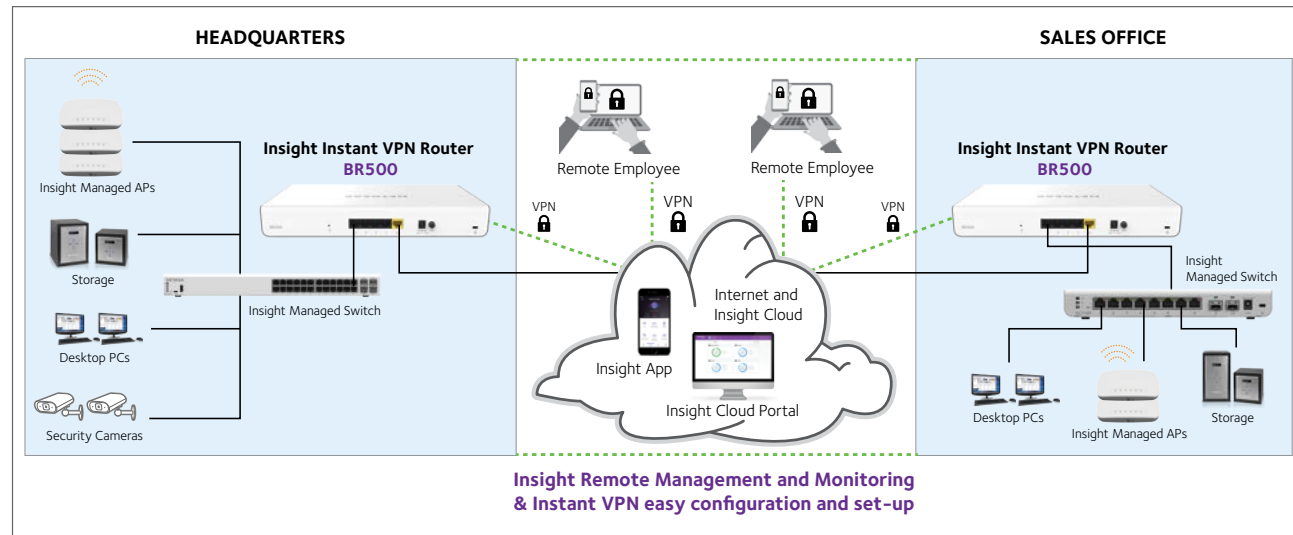 HEADQUARTERS
Insight Managed APs
Storage
Insight Managed Switch
Desktop PCs
Security Cameras
Insight Instant VPN Router
BR500
VPN
Remote Employee
VPN
Remote Employee
VPN
VPN
Internet and
Insight Cloud
Insight App
Insight Cloud Portal
SALES OFFICE
Insight Instant VPN Router
BR500
Insight
Managed Switch
Desktop PCs
Insight Managed APs
Storage
Insight Remote Management and Monitoring
& Instant VPN easy configuration and set-up